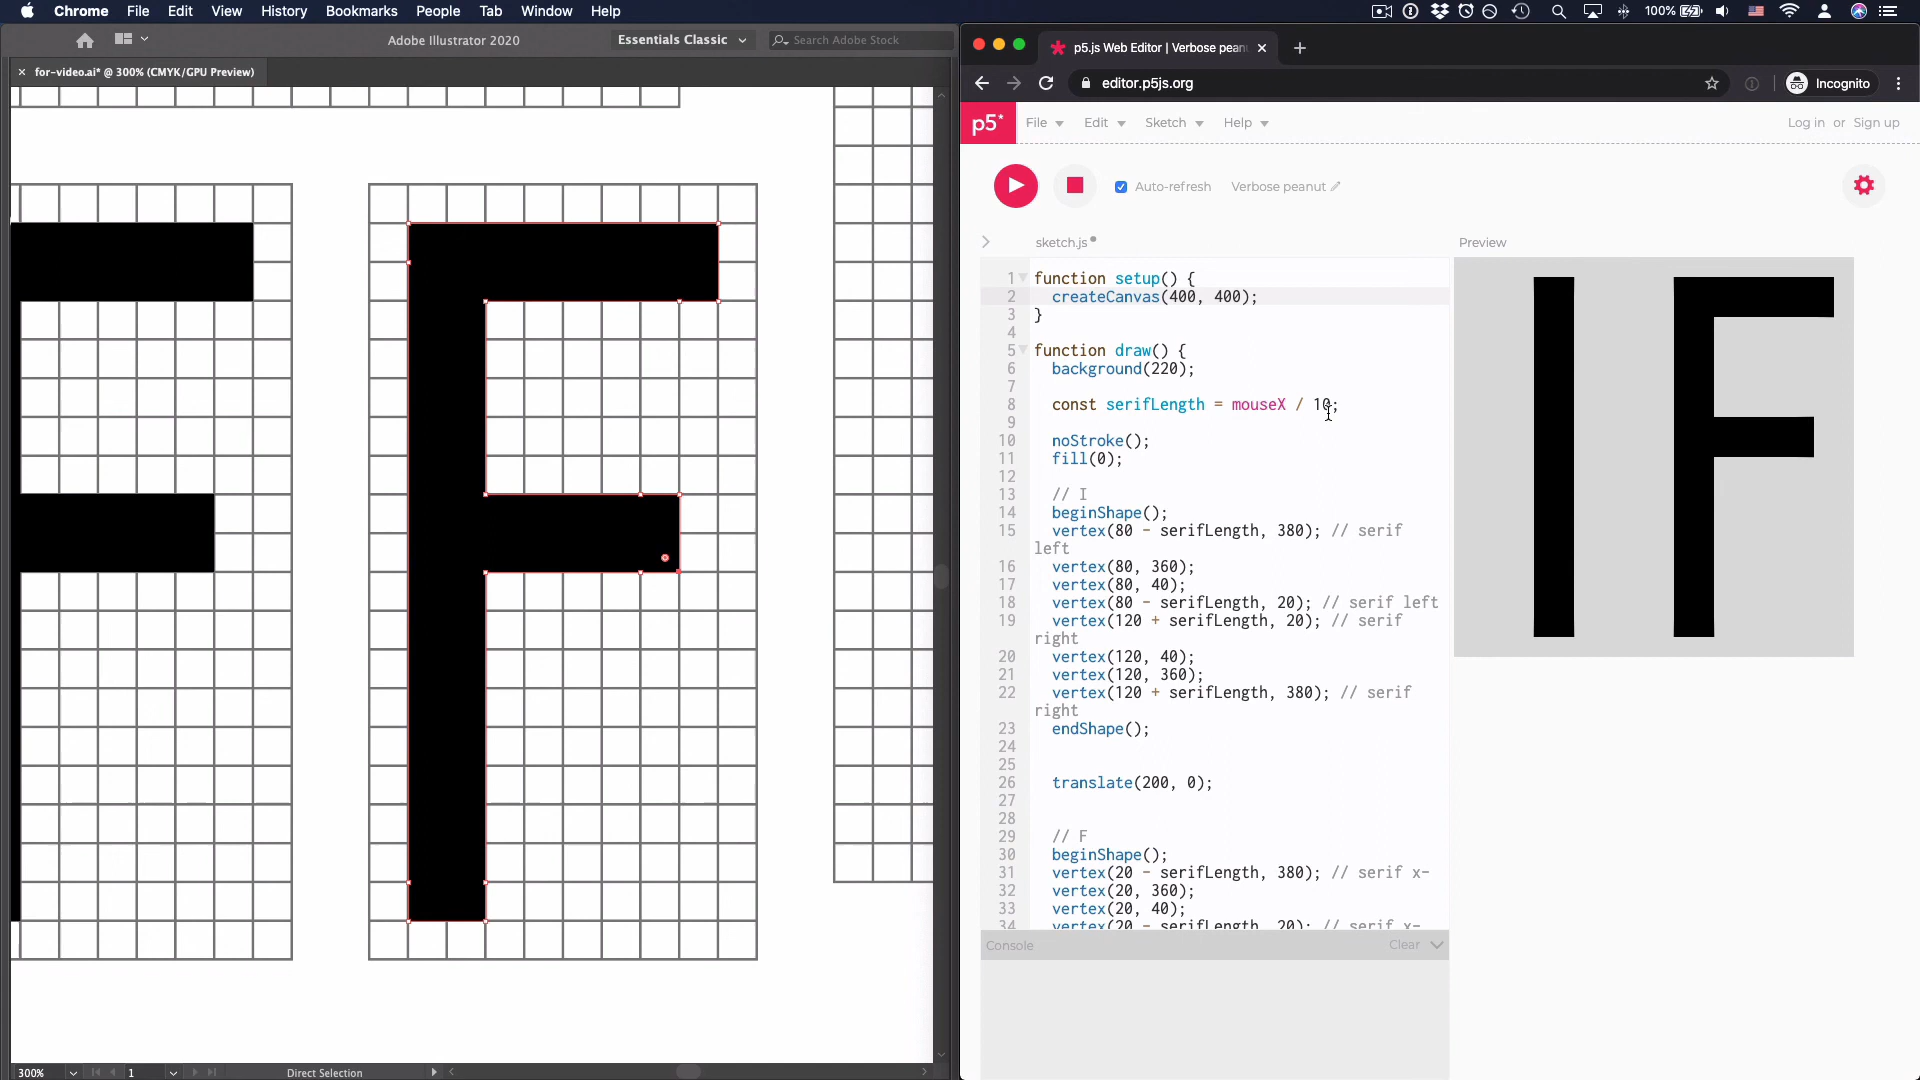 Chrome File Edit View History Bookmarks People Tab Window Help
100%
Adobe Illustrator 2020
Essentials Classic
Search Adobe Stock
for-video.ai* @ 300% (CMYK/GPU Preview)
300%
1
Direct Selection
p5.js Web Editor | Verbose pean
editor.p5js.org
Incognito
p5*
File Edit Sketch Help
Log in or Sign up
Auto-refresh
Verbose peanut
sketch.js
Preview
1 function setup() {
2 createCanvas(400, 400);
3 }
4
5 function draw() {
6 background(220);
7
8 const serifLength = mouseX / 10;
9
10 noStroke();
11 fill(0);
12
13 // I
14 beginShape();
15 vertex(80 - serifLength, 380); // serif
left
16 vertex(80, 360);
17 vertex(80, 40);
18 vertex(80 - serifLength, 20); // serif left
19 vertex(120 + serifLength, 20); // serif
right
20 vertex(120, 40);
21 vertex(120, 360);
22 vertex(120 + serifLength, 380); // serif
right
23 endShape();
24
25
26 translate(200, 0);
27
28
29 // F
30 beginShape();
31 vertex(20 - serifLength, 380); // serif x-
32 vertex(20, 360);
33 vertex(20, 40);
34 vertex(20 - serifLength, 20); // serif x-
Console
Clear
I F
F